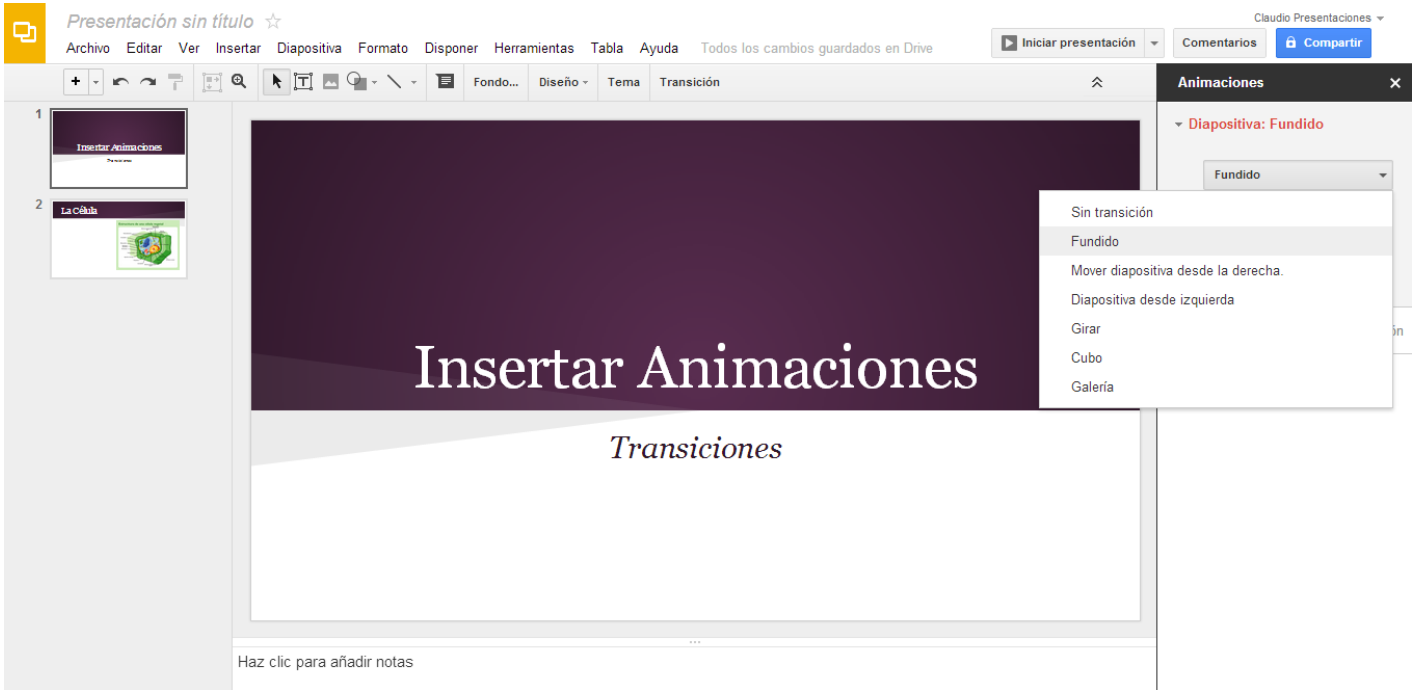 Presentación sin título
Claudio Presentaciones
Archivo Editar Ver Insertar Diapositiva Formato Disponer Herramientas Tabla Ayuda Todos los cambios guardados en Drive
Iniciar presentación Comentarios Compartir
Fondo... Diseño Tema Transición
Animaciones
1
Insertar Animaciones
Transiciones
2
La Célula
Insertar Animaciones
Transiciones
Diapositiva: Fundido
Fundido
Sin transición
Fundido
Mover diapositiva desde la derecha.
Diapositiva desde izquierda
Girar
Cubo
Galería
Haz clic para añadir notas